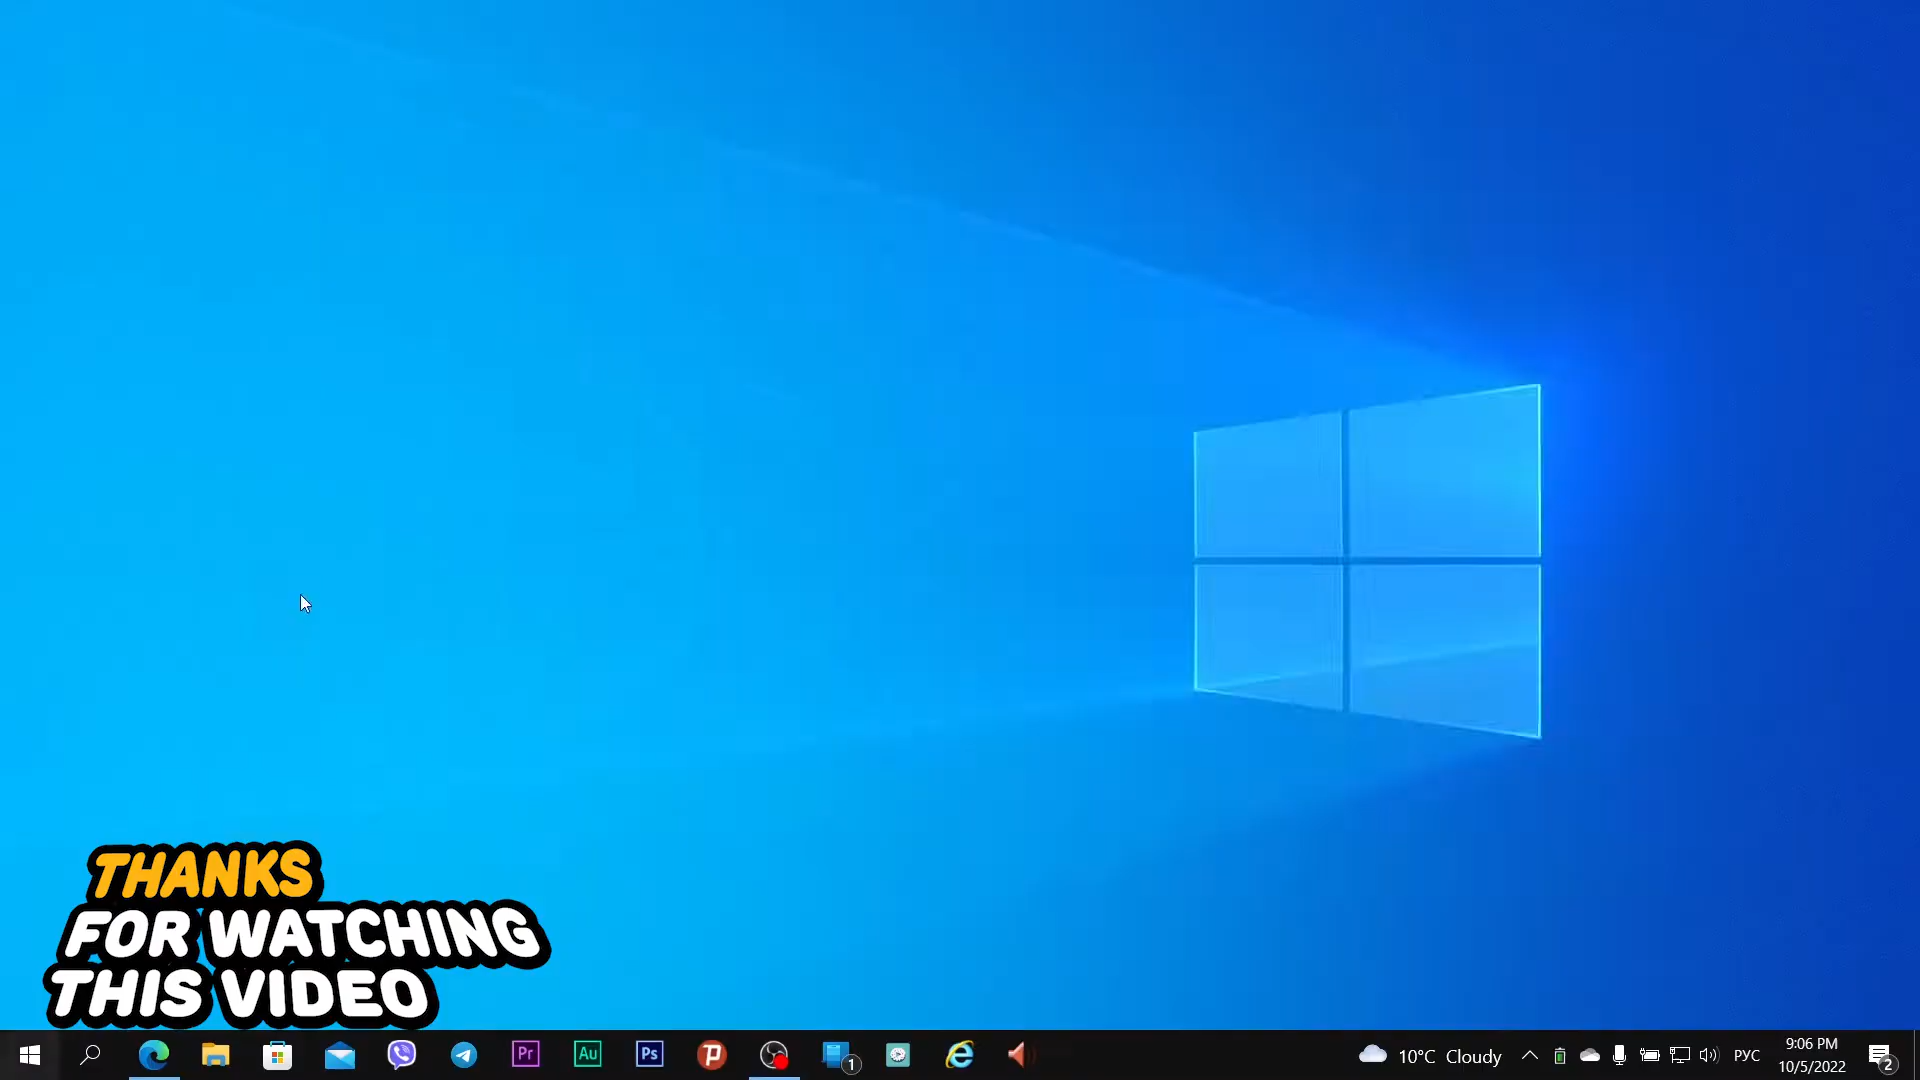 THANKS
FOR WATCHING
THIS VIDEO
Pr
Au
Ps
1
10°C Cloudy
РУС
9:06 PM
10/5/2022
2